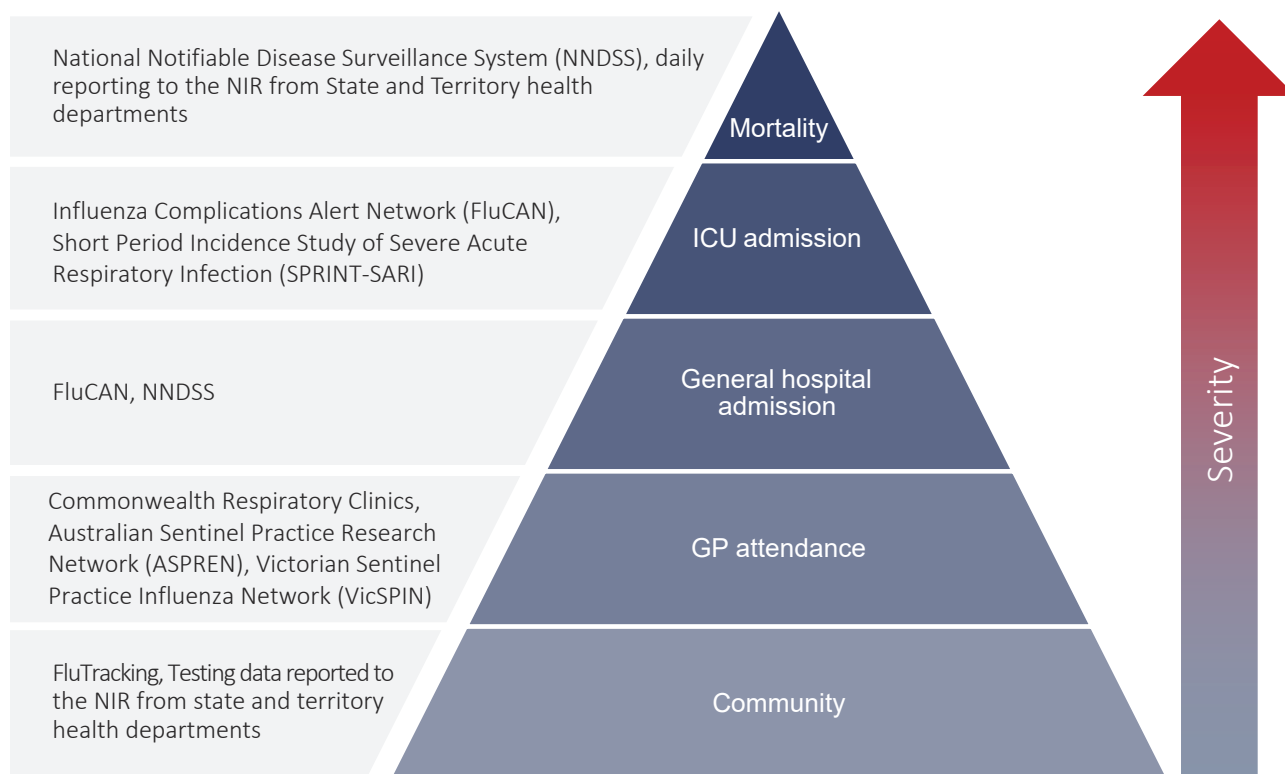 National Notifiable Disease Surveillance System (NNDSS), daily
reporting to the NIR from State and Territory health
departments
Mortality
Influenza Complications Alert Network (FluCAN),
Short Period Incidence Study of Severe Acute
Respiratory Infection (SPRINT-SARI)
ICU admission
FluCAN, NNDSS
General hospital
admission
Commonwealth Respiratory Clinics,
Australian Sentinel Practice Research
Network (ASPREN), Victorian Sentinel
Practice Influenza Network (VicSPIN)
GP attendance
FluTracking, Testing data reported to
the NIR from state and territory
health departments
Community
Severity